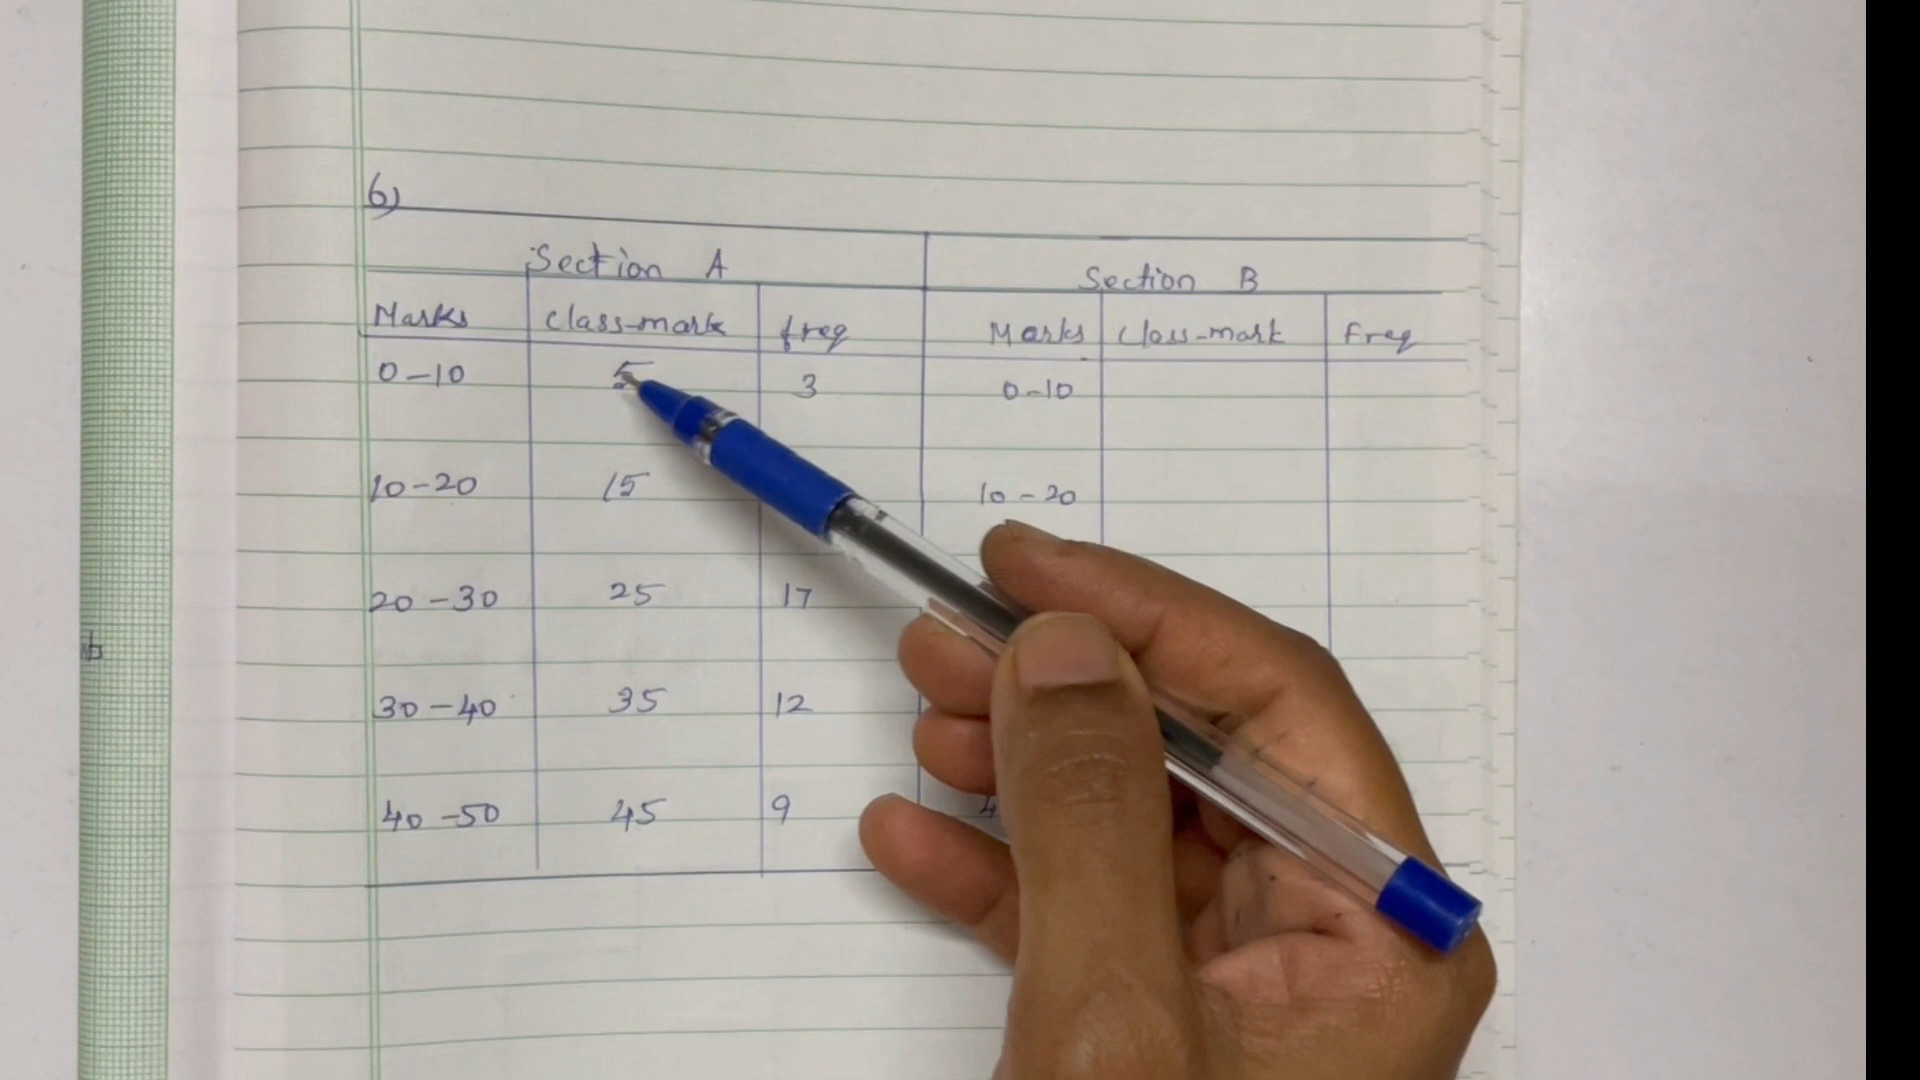 6)
Section A Section B
Marks Class-mark freq Marks Class-mark Freq
0-10 5 3 0-10
10-20 15 10-20
20-30 25 17
30-40 35 12
40-50 45 9 4